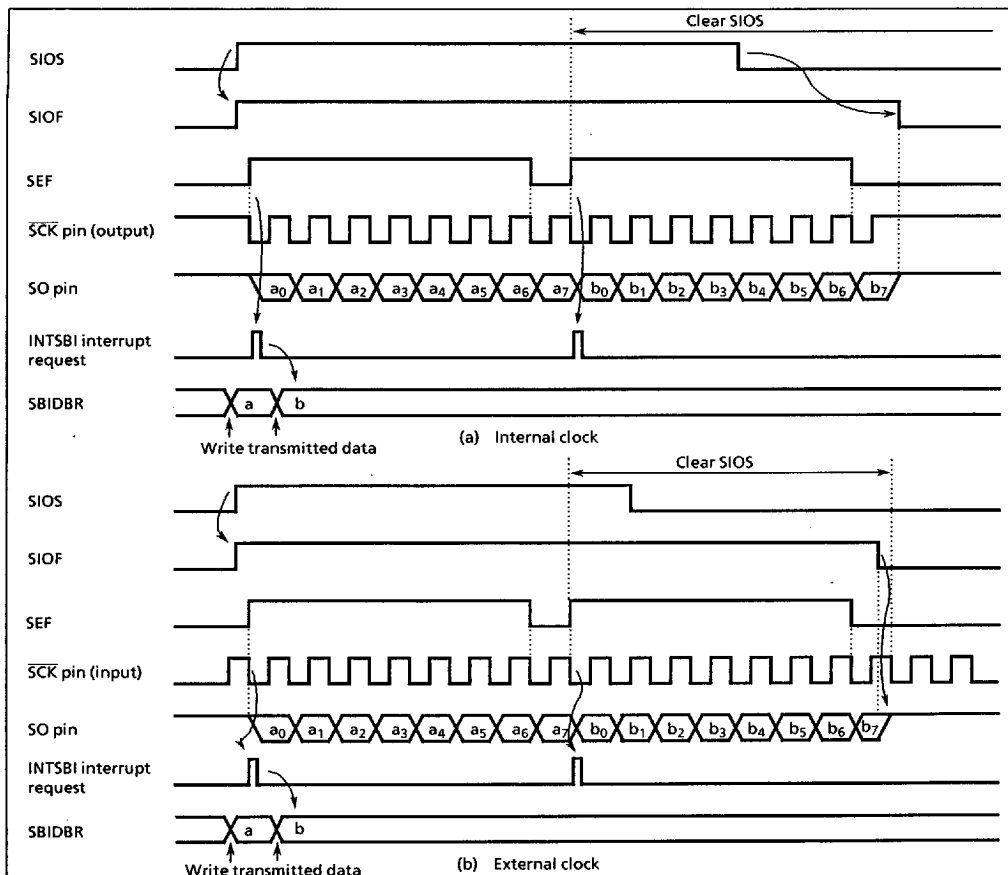 Clear SIOS
SIOS
SIOF
SEF
SCK pin (output)
SO pin
a0 a1 a2 a3 a4 a5 a6 a7 b0 b1 b2 b3 b4 b5 b6 b7
INTSBI interrupt
request
SBIDBR
a b
Write transmitted data
(a) Internal clock
Clear SIOS
SIOS
SIOF
SEF
SCK pin (input)
SO pin
a0 a1 a2 a3 a4 a5 a6 a7 b0 b1 b2 b3 b4 b5 b6 b7
INTSBI interrupt
request
SBIDBR
a b
Write transmitted data
(b) External clock